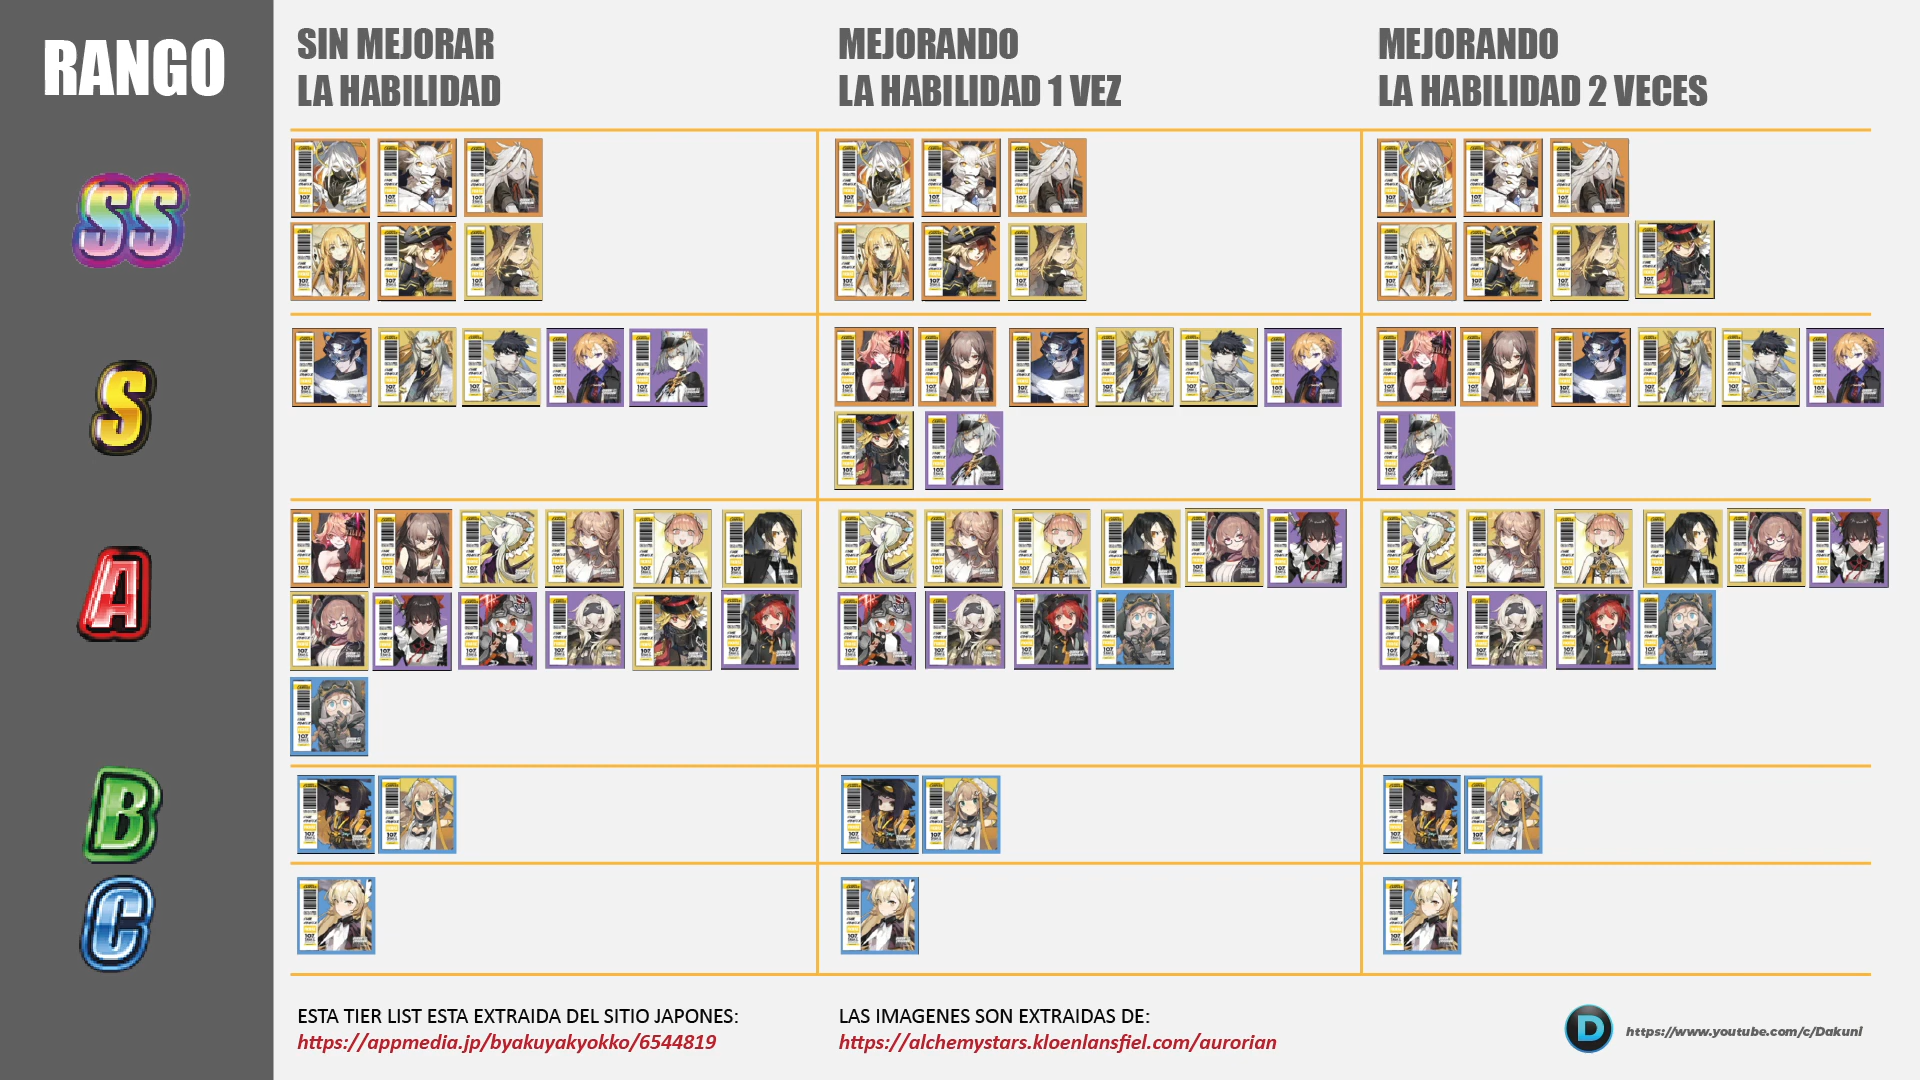 RANGO
SIN MEJORAR
LA HABILIDAD
MEJORANDO
LA HABILIDAD 1 VEZ
MEJORANDO
LA HABILIDAD 2 VECES
SS
S
A
B
C
ESTA TIER LIST ESTA EXTRAIDA DEL SITIO JAPONES:
https://appmedia.jp/byakuyakyokko/6544819
LAS IMAGENES SON EXTRAIDAS DE:
https://alchemystars.kloenlansfiel.com/aurorian
D
https://www.youtube.com/c/Dakunl